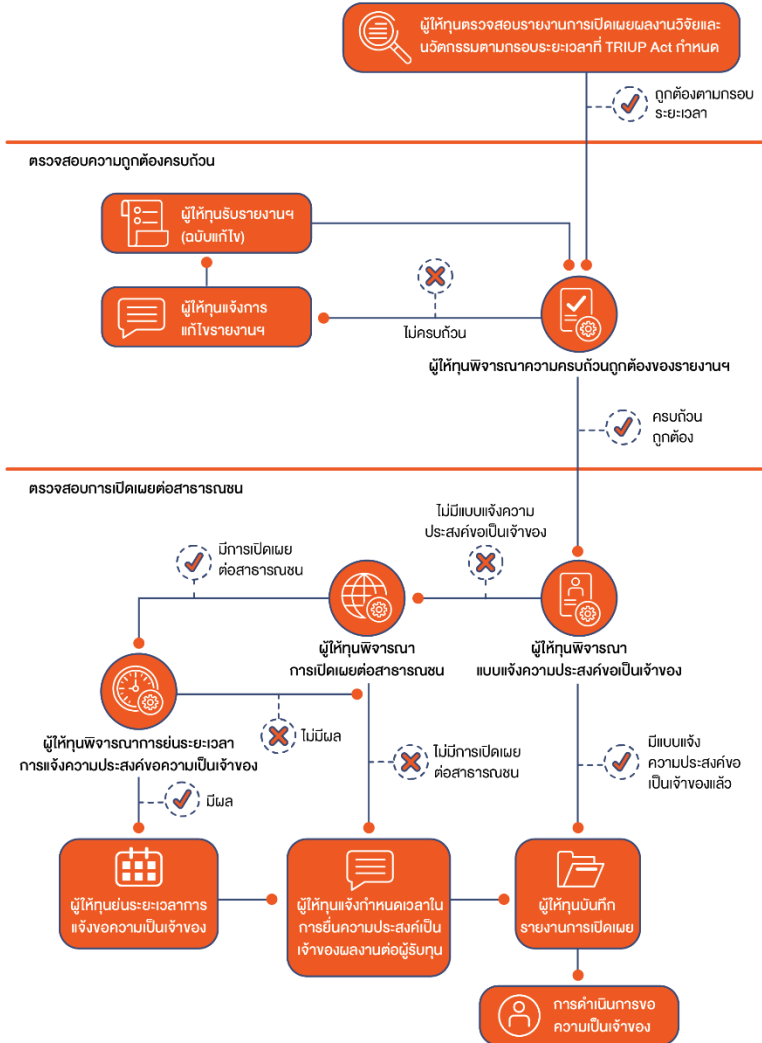 ผู้ให้ทุนตรวจสอบรายงานการเปิดเผยผลงานวิจัยและ
นวัตกรรมตามกรอบระยะเวลาที่ TRIUP Act กำหนด
ถูกต้องตามกรอบ
ระยะเวลา
ตรวจสอบความถูกต้องครบถ้วน
ผู้ให้ทุนรับรายงานฯ
(ฉบับแก้ไข)
ผู้ให้ทุนแจ้งการ
แก้ไขรายงานฯ
ไม่ครบถ้วน
ผู้ให้ทุนพิจารณาความครบถ้วนถูกต้องของรายงานฯ
ครบถ้วน
ถูกต้อง
ตรวจสอบการเปิดเผยต่อสาธารณชน
ไม่มีแบบแจ้งความ
ประสงค์ขอเป็นเจ้าของ
มีการเปิดเผย
ต่อสาธารณชน
ผู้ให้ทุนพิจารณา
การเปิดเผยต่อสาธารณชน
ผู้ให้ทุนพิจารณา
แบบแจ้งความประสงค์ขอเป็นเจ้าของ
ผู้ให้ทุนพิจารณาการย่นระยะเวลา
การแจ้งความประสงค์ขอความเป็นเจ้าของ
ไม่มีผล
ไม่มีการเปิดเผย
ต่อสาธารณชน
มีแบบแจ้ง
ความประสงค์ขอ
เป็นเจ้าของแล้ว
มีผล
ผู้ให้ทุนย่นระยะเวลาการ
แจ้งขอความเป็นเจ้าของ
ผู้ให้ทุนแจ้งกำหนดเวลาใน
การยื่นความประสงค์เป็น
เจ้าของผลงานต่อผู้รับทุน
ผู้ให้ทุนบันทึก
รายงานการเปิดเผย
การดำเนินการขอ
ความเป็นเจ้าของ